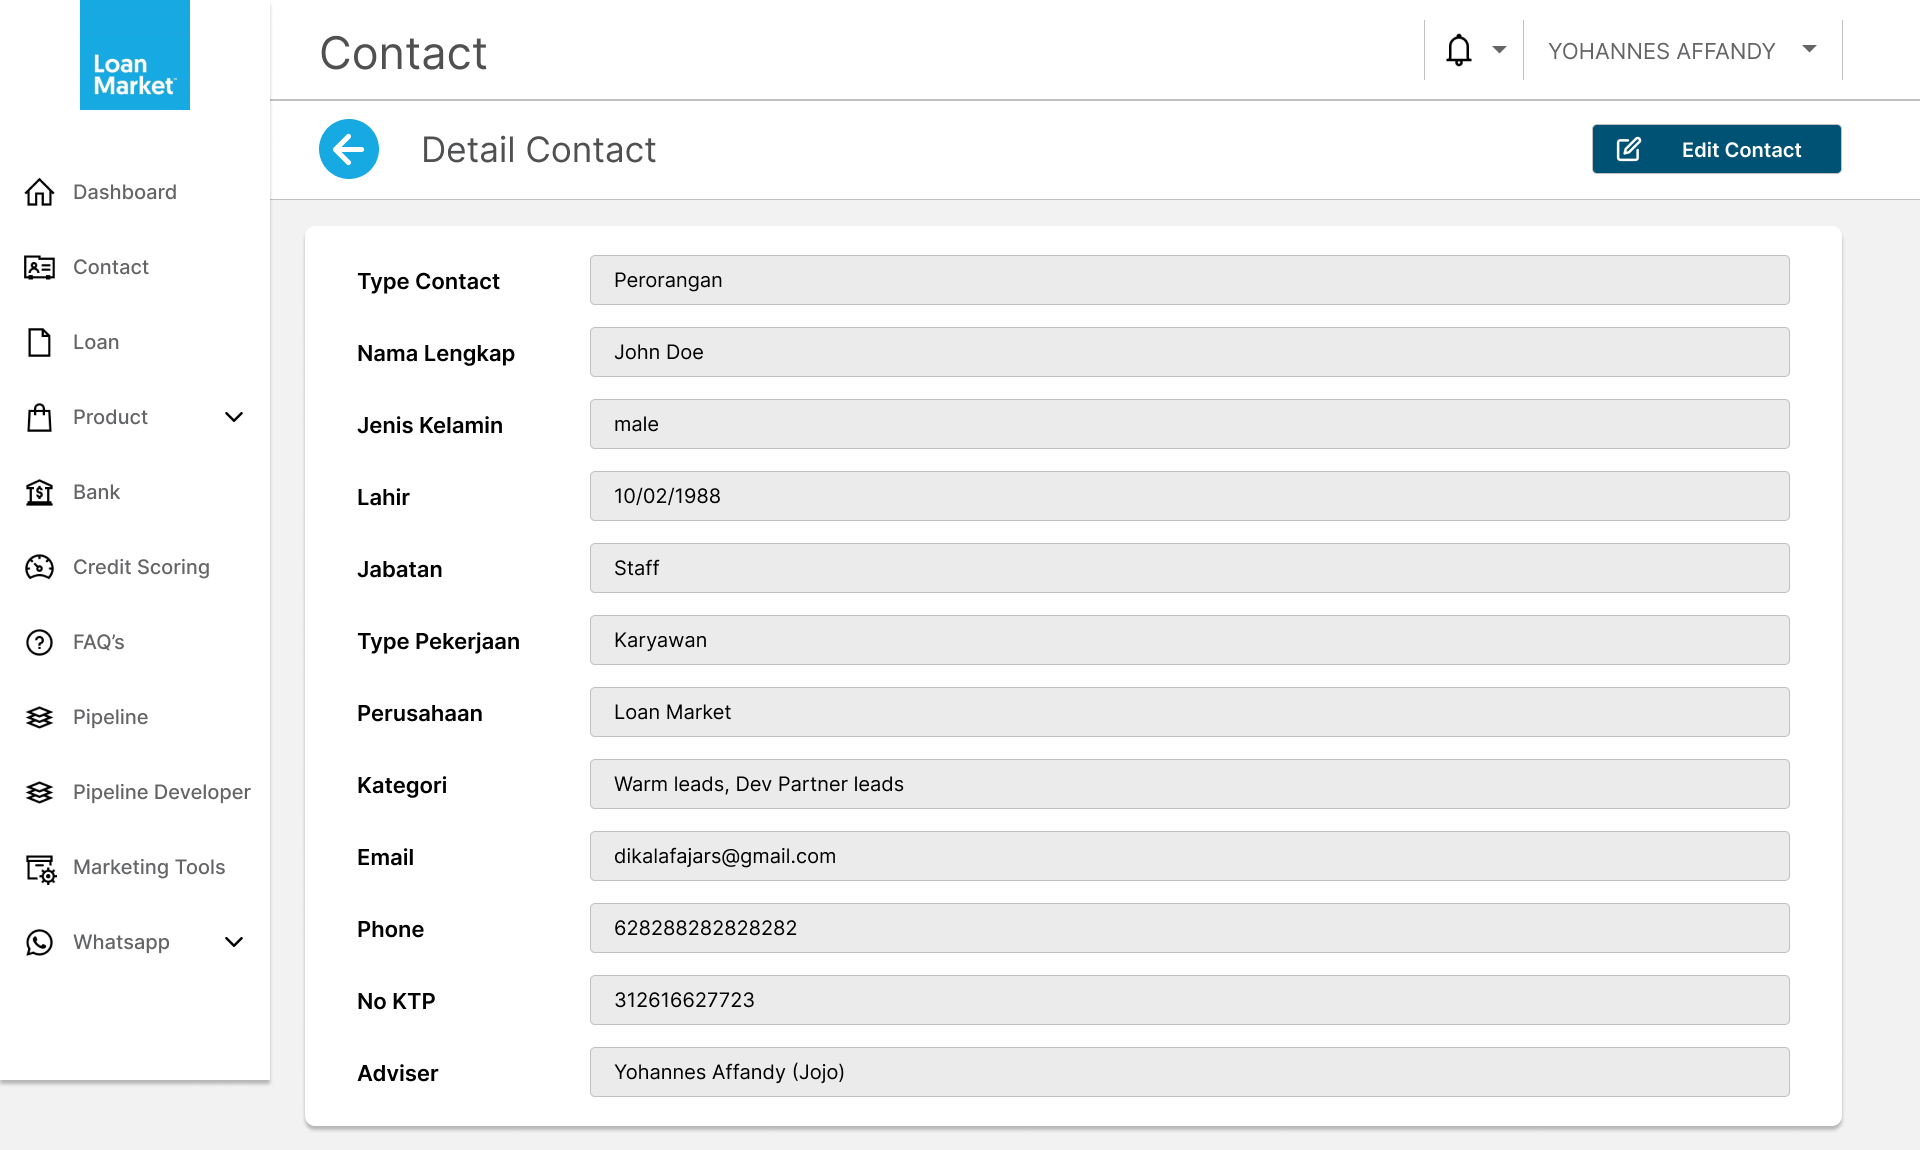 Loan
Market
Contact
YOHANNES AFFANDY
Detail Contact
Edit Contact
Dashboard
Contact
Loan
Product
Bank
Credit Scoring
FAQ’s
Pipeline
Pipeline Developer
Marketing Tools
Whatsapp
Type Contact
Perorangan
Nama Lengkap
John Doe
Jenis Kelamin
male
Lahir
10/02/1988
Jabatan
Staff
Type Pekerjaan
Karyawan
Perusahaan
Loan Market
Kategori
Warm leads, Dev Partner leads
Email
dikalafajars@gmail.com
Phone
628288282828282
No KTP
312616627723
Adviser
Yohannes Affandy (Jojo)